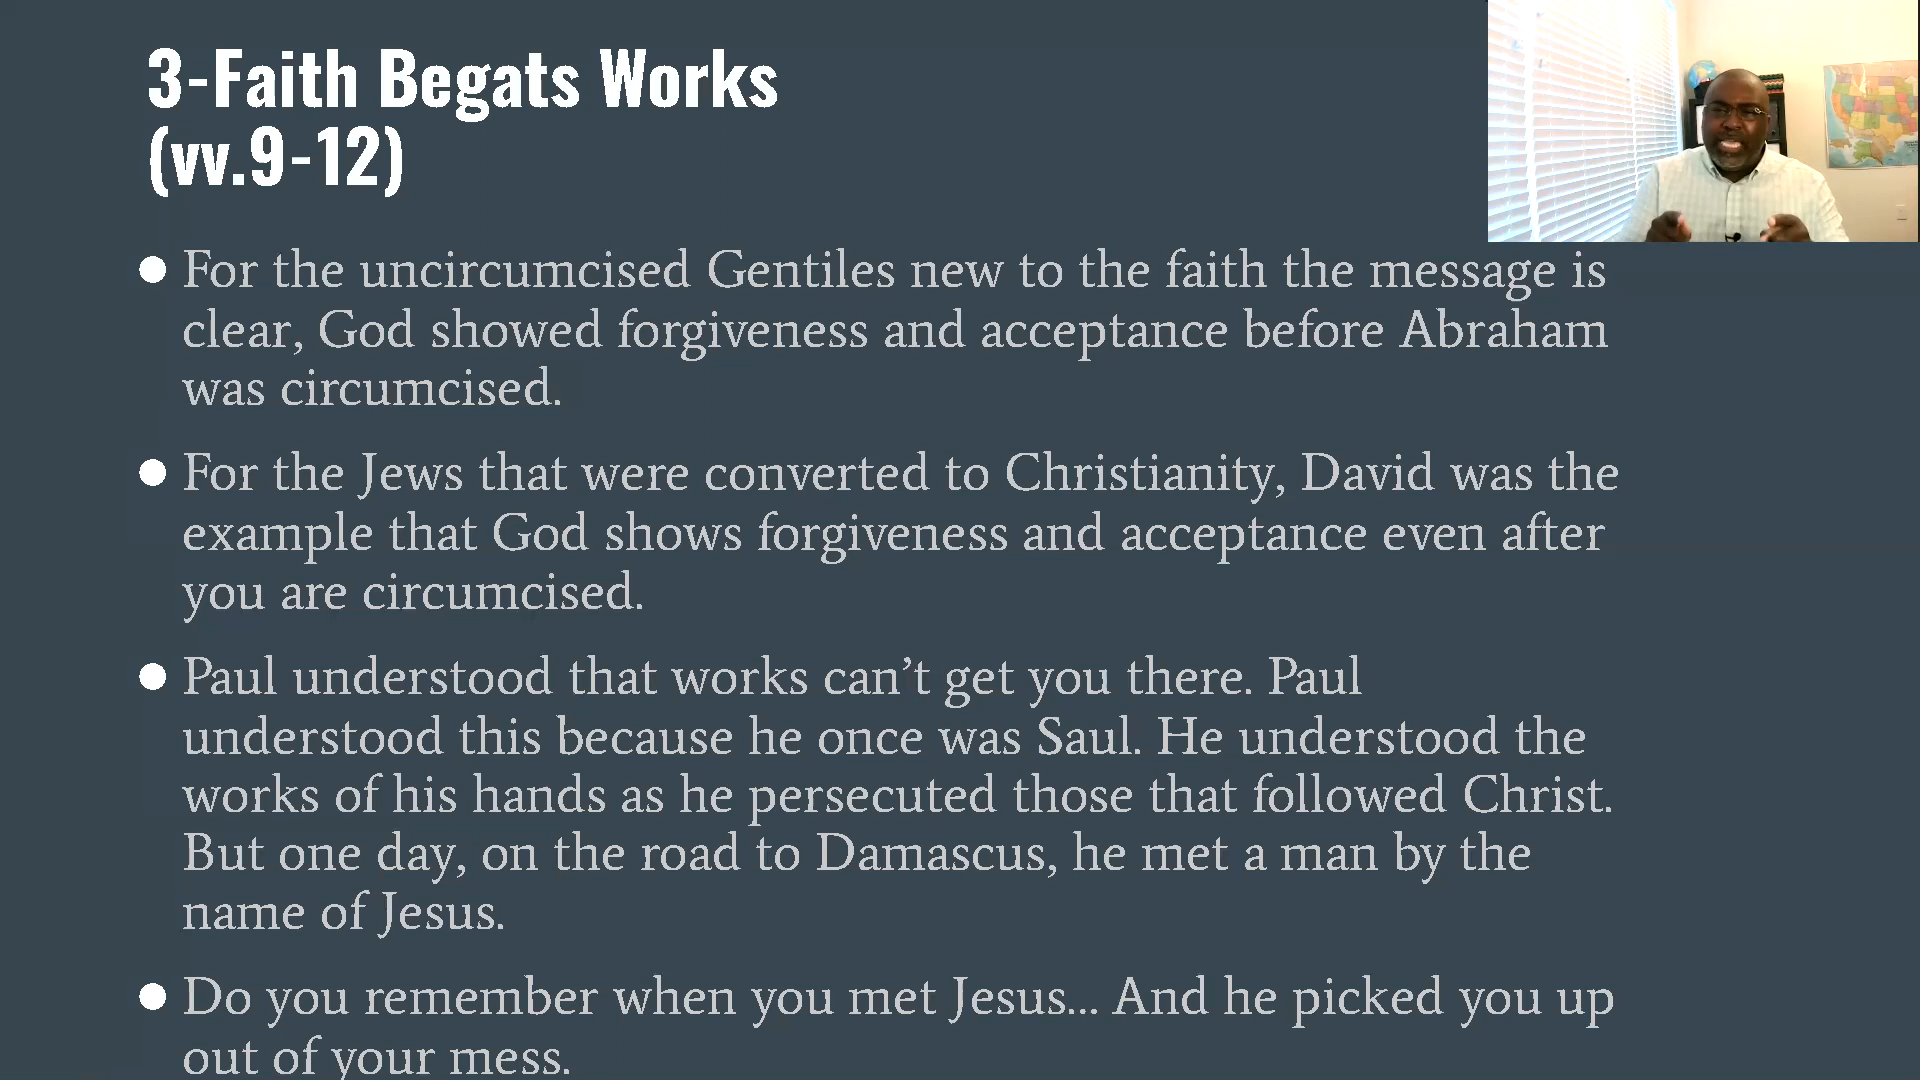 3-Faith Begats Works
(vv.9-12)
● For the uncircumcised Gentiles new to the faith the message is
clear, God showed forgiveness and acceptance before Abraham
was circumcised.
● For the Jews that were converted to Christianity, David was the
example that God shows forgiveness and acceptance even after
you are circumcised.
● Paul understood that works can’t get you there. Paul
understood this because he once was Saul. He understood the
works of his hands as he persecuted those that followed Christ.
But one day, on the road to Damascus, he met a man by the
name of Jesus.
● Do you remember when you met Jesus... And he picked you up
out of your mess.